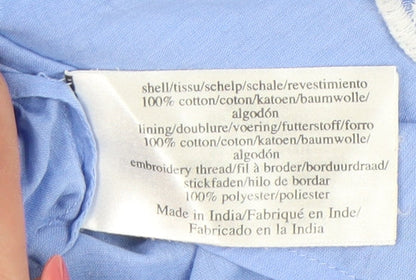 shell/tissu/schelp/schale/revestimiento
100% cotton/coton/katoen/baumwolle/
algodón
lining/doublure/voering/futterstoff/forro
100% cotton/coton/katoen/baumwolle/
algodón
embroidery thread/fil à broder/borduurdraad/
stickfaden/hilo de bordar
100% polyester/poliester
Made in India/Fabriqué en Inde/
Fabricado en la India